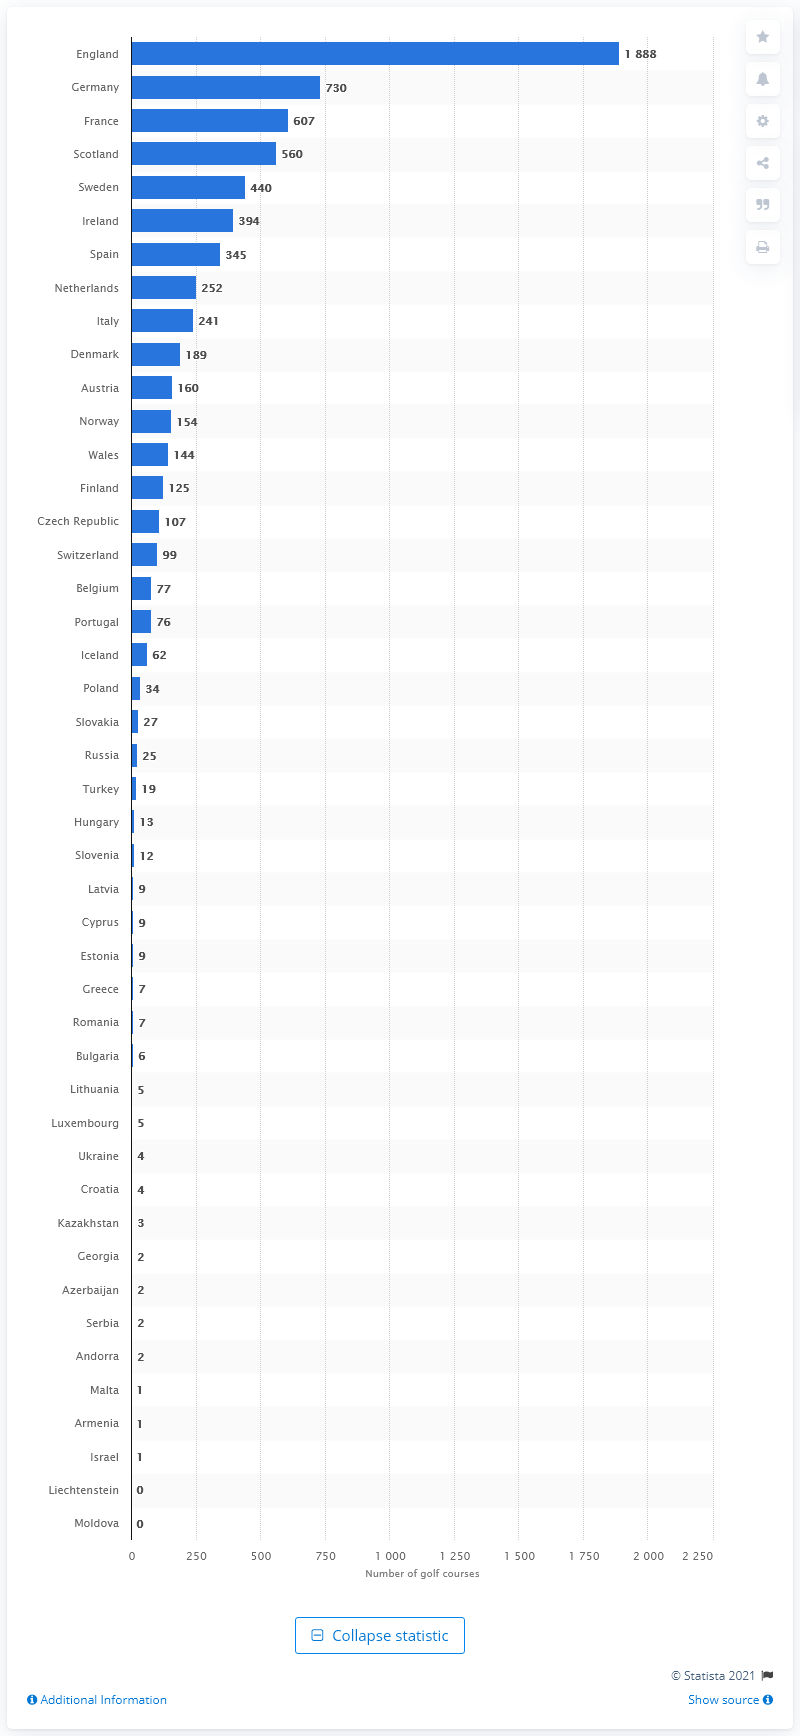 England 1 888
Germany 730
France 607
Scotland 560
Sweden 440
Ireland 394
Spain 345
Netherlands 252
Italy 241
Denmark 189
Austria 160
Norway 154
Wales 144
Finland 125
Czech Republic 107
Switzerland 99
Belgium 77
Portugal 76
Iceland 62
Poland 34
Slovakia 27
Russia 25
Turkey 19
Hungary 13
Slovenia 12
Latvia 9
Cyprus 9
Estonia 9
Greece 7
Romania 7
Bulgaria 6
Lithuania 5
Luxembourg 5
Ukraine 4
Croatia 4
Kazakhstan 3
Georgia 2
Azerbaijan 2
Serbia 2
Andorra 2
Malta 1
Armenia 1
Israel 1
Liechtenstein 0
Moldova 0
0 250 500 750 1 000 1 250 1 500 1 750 2 000 2 250
Number of golf courses
Collapse statistic
© Statista 2021
Additional Information Show source